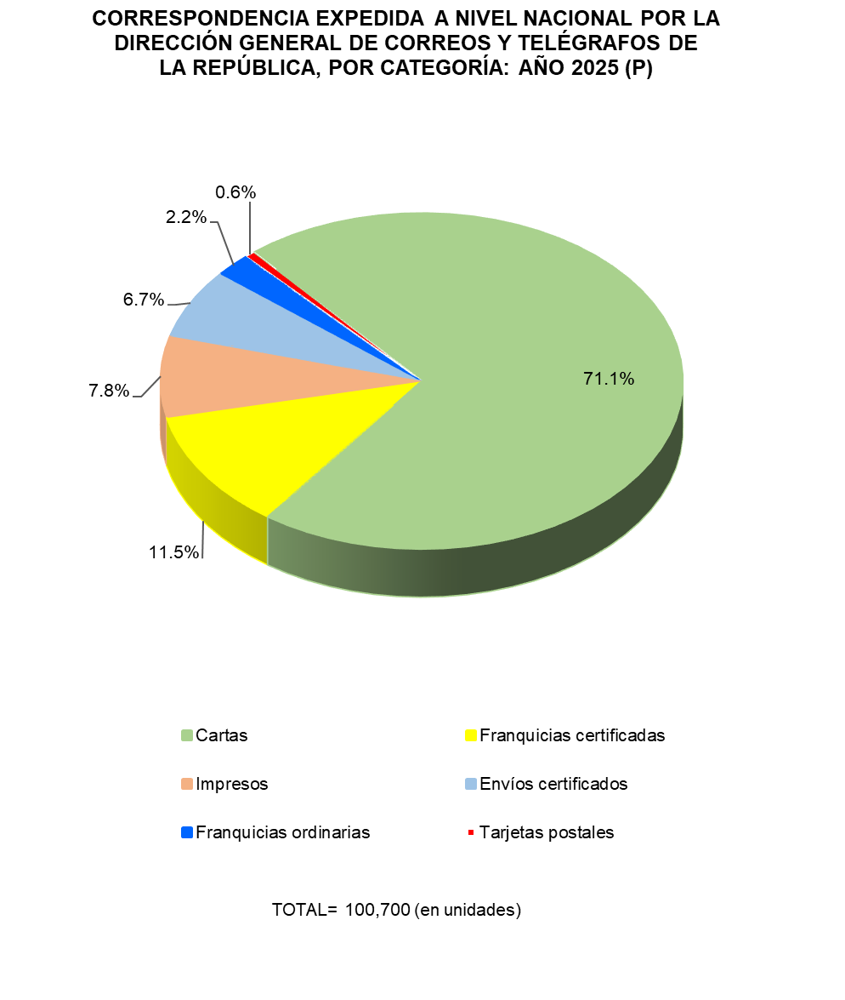 CORRESPONDENCIA EXPEDIDA A NIVEL NACIONAL POR LA
DIRECCIÓN GENERAL DE CORREOS Y TELÉGRAFOS DE
LA REPÚBLICA, POR CATEGORÍA: AÑO 2025 (P)
0.6%
2.2%
6.7%
71.1%
7.8%
11.5%
Cartas
Franquicias certificadas
Impresos
Envíos certificados
Franquicias ordinarias
Tarjetas postales
TOTAL= 100,700 (en unidades)